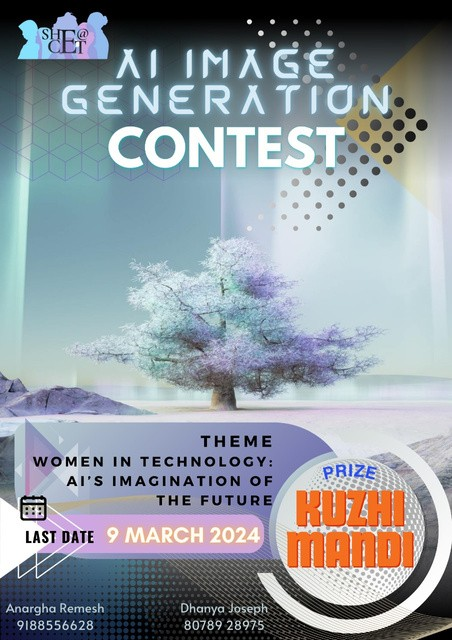 SHE@
CET
AI IMAGE
GENERATION
CONTEST
THEME
WOMEN IN TECHNOLOGY:
AI'S IMAGINATION OF
THE FUTURE
LAST DATE 9 MARCH 2024
PRIZE
KUZHI
MANDI
Anargha Remesh
9188556628
Dhanya Joseph
80789 28975